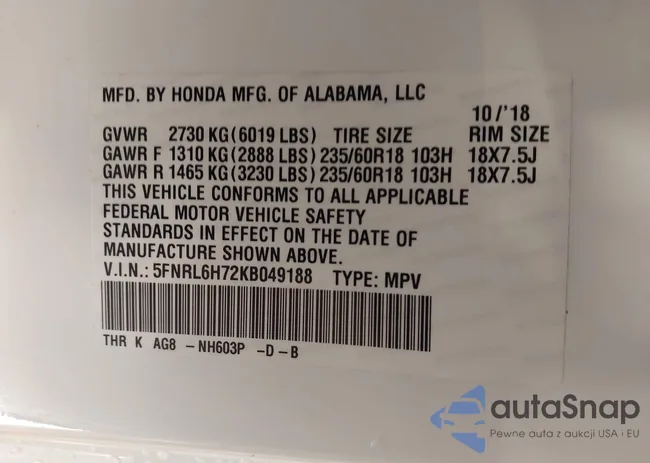 MFD. BY HONDA MFG. OF ALABAMA, LLC
10/'18
GVWR 2730 KG(6019 LBS) TIRE SIZE RIM SIZE
GAWR F 1310 KG(2888 LBS)235/60R18 103H 18X7.5J
GAWR R 1465 KG(3230 LBS)235/60R18 103H 18X7.5J
THIS VEHICLE CONFORMS TO ALL APPLICABLE
FEDERAL MOTOR VEHICLE SAFETY
STANDARDS IN EFFECT ON THE DATE OF
MANUFACTURE SHOWN ABOVE.
V.I.N.: 5FNRL6H72KB049188 TYPE: MPV
THR K AG8 -NH603P -D-B
autaSnap
Pewne auta z aukcji USA i EU